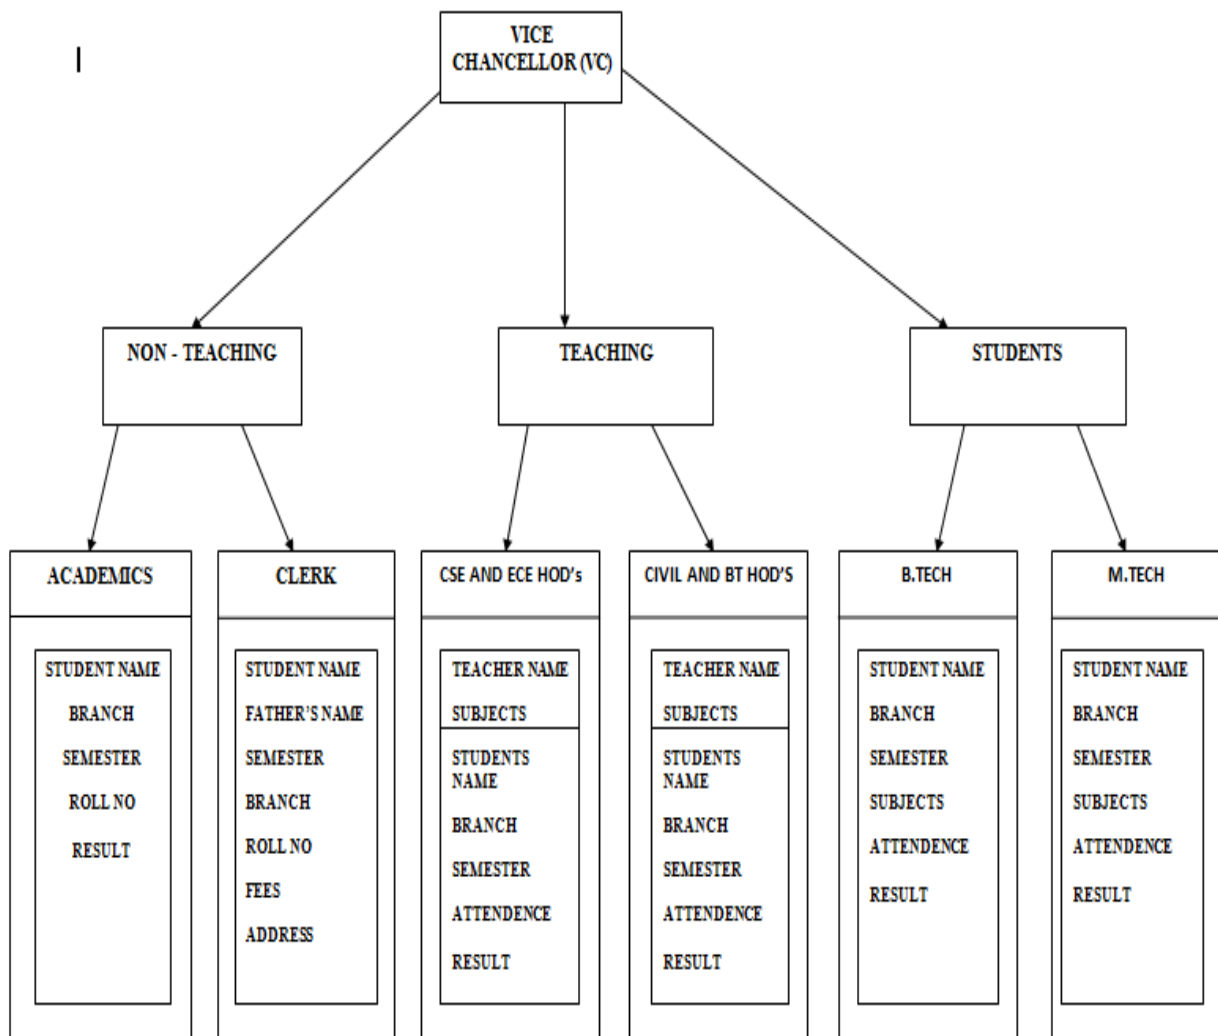 VICE
CHANCELLOR (VC)
NON - TEACHING
TEACHING
STUDENTS
ACADEMICS
STUDENT NAME
BRANCH
SEMESTER
ROLL NO
RESULT
CLERK
STUDENT NAME
FATHER'S NAME
SEMESTER
BRANCH
ROLL NO
FEES
ADDRESS
CSE AND ECE HOD's
TEACHER NAME
SUBJECTS
STUDENTS
NAME
BRANCH
SEMESTER
ATTENDENCE
RESULT
CIVIL AND BT HOD'S
TEACHER NAME
SUBJECTS
STUDENTS
NAME
BRANCH
SEMESTER
ATTENDENCE
RESULT
B.TECH
STUDENT NAME
BRANCH
SEMESTER
SUBJECTS
ATTENDENCE
RESULT
M.TECH
STUDENT NAME
BRANCH
SEMESTER
SUBJECTS
ATTENDENCE
RESULT